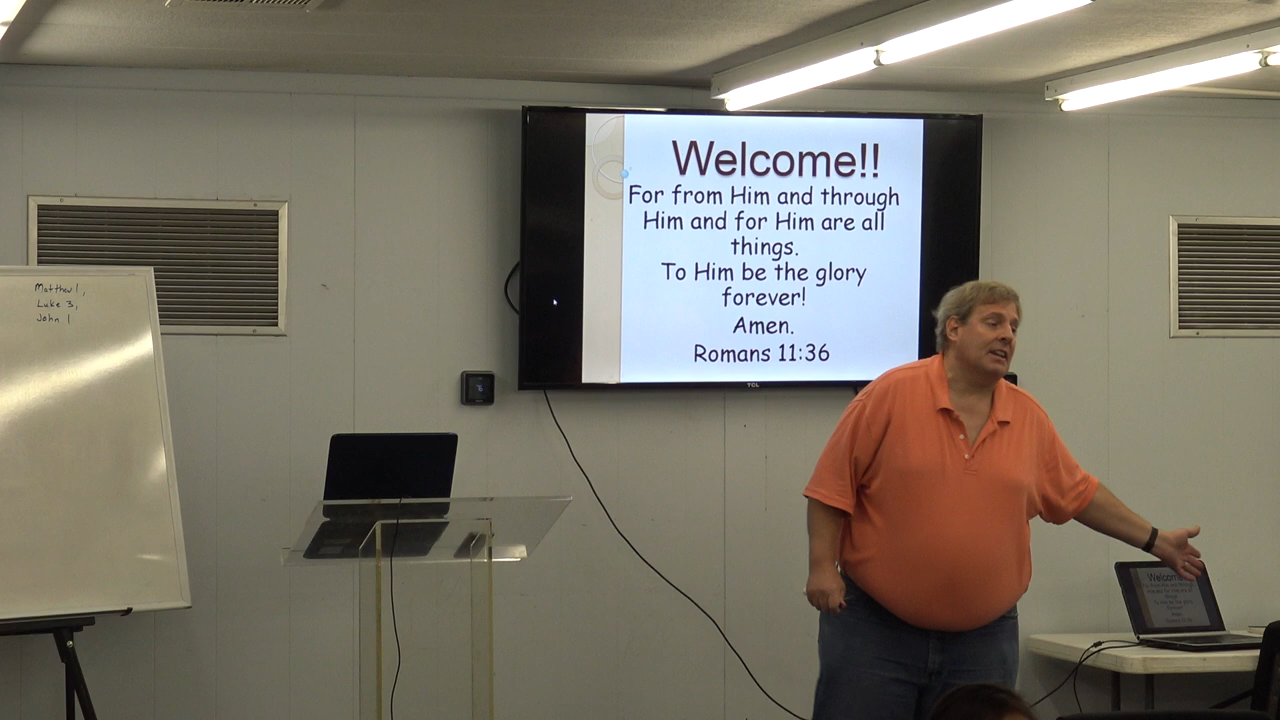 Matthew 1,
Luke 3,
John 1
Welcome!!
For from Him and through
Him and for Him are all
things.
To Him be the glory
forever!
Amen.
Romans 11:36
TCL
Welcome!!